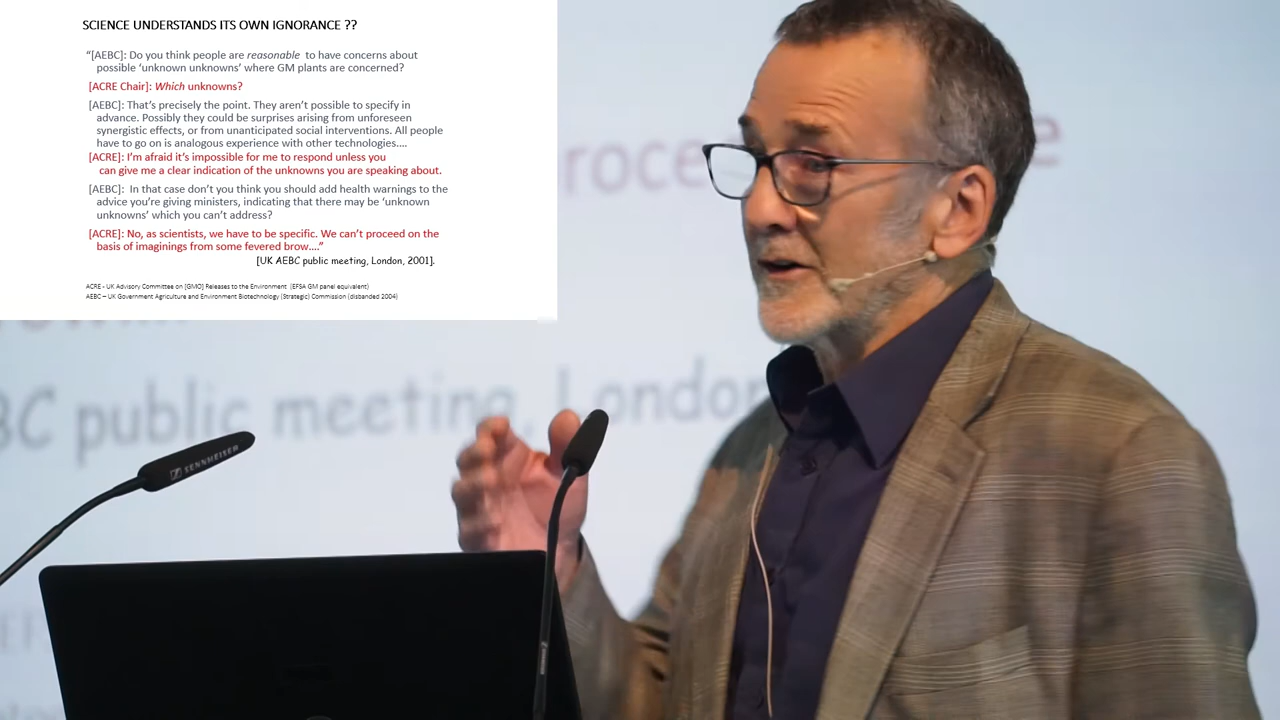 SCIENCE UNDERSTANDS ITS OWN IGNORANCE ??
“[AEBC]: Do you think people are reasonable to have concerns about
possible ‘unknown unknowns’ where GM plants are concerned?
[ACRE Chair]: Which unknowns?
[AEBC]: That’s precisely the point. They aren’t possible to specify in
advance. Possibly they could be surprises arising from unforeseen
synergistic effects, or from unanticipated social interventions. All people
have to go on is analogous experience with other technologies....
[ACRE]: I’m afraid it’s impossible for me to respond unless you
can give me a clear indication of the unknowns you are speaking about.
[AEBC]: In that case don’t you think you should add health warnings to the
advice you’re giving ministers, indicating that there may be ‘unknown
unknowns’ which you can’t address?
[ACRE]: No, as scientists, we have to be specific. We can’t proceed on the
basis of imaginings from some fevered brow....”
[UK AEBC public meeting, London, 2001].
ACRE - UK Advisory Committee on [GMO] Releases to the Environment (EFSA GM panel equivalent)
AEBC – UK Government Agriculture and Environment Biotechnology (Strategic) Commission (disbanded 2004)
BC public meeting, London
SENNHEISER